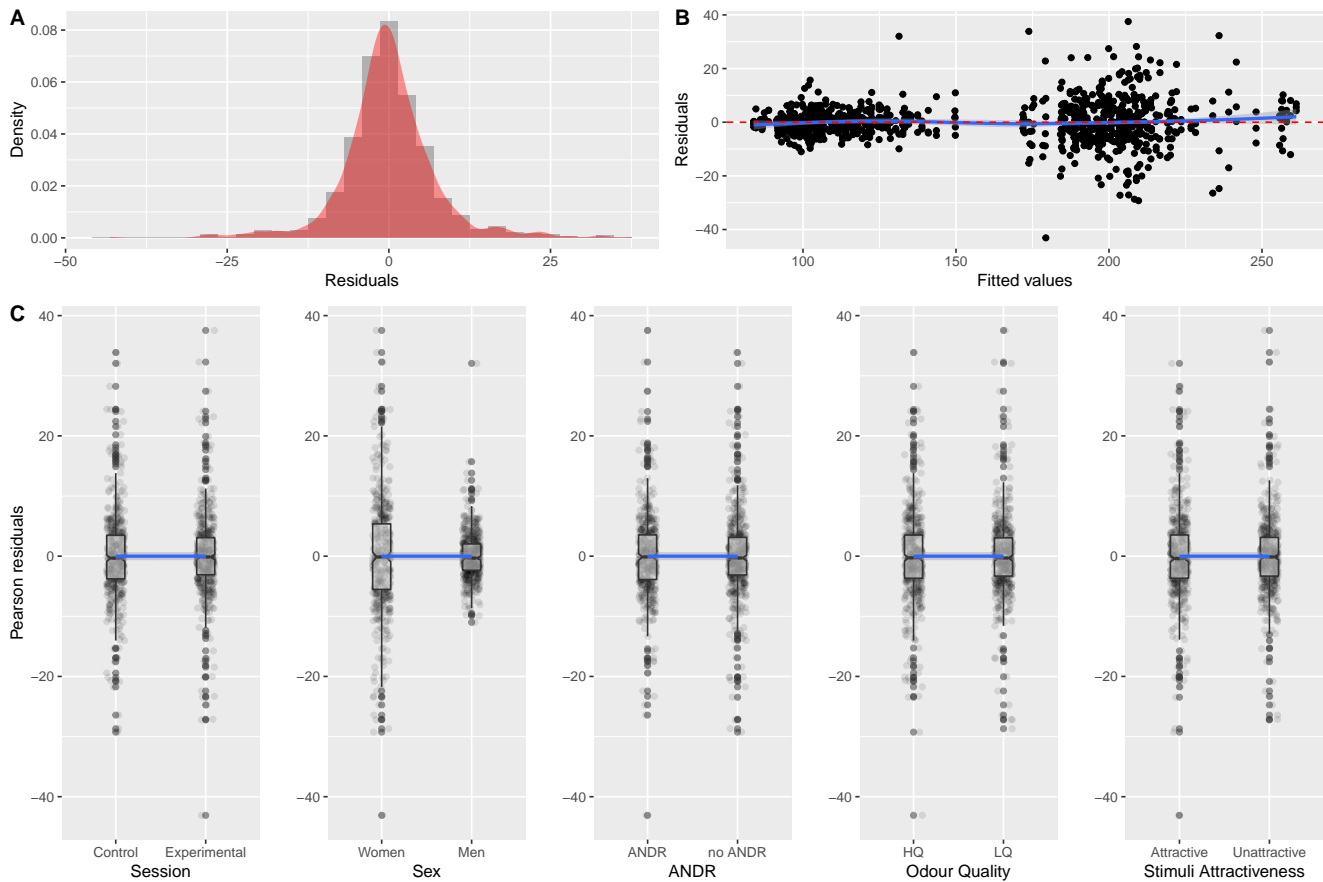 A
0.08
0.06
0.04
0.02
0.00
Density
−50
−25
0
25
Residuals
B
40
20
0
−20
−40
Residuals
100
125
150
175
200
225
250
Fitted values
C
Pearson residuals
40
20
0
−20
−40
Control
Experimental
Session
40
20
0
−20
−40
Women
Men
Sex
40
20
0
−20
−40
ANDR
no ANDR
ANDR
40
20
0
−20
−40
HQ
LQ
Odour Quality
40
20
0
−20
−40
Attractive
Unattractive
Stimuli Attractiveness